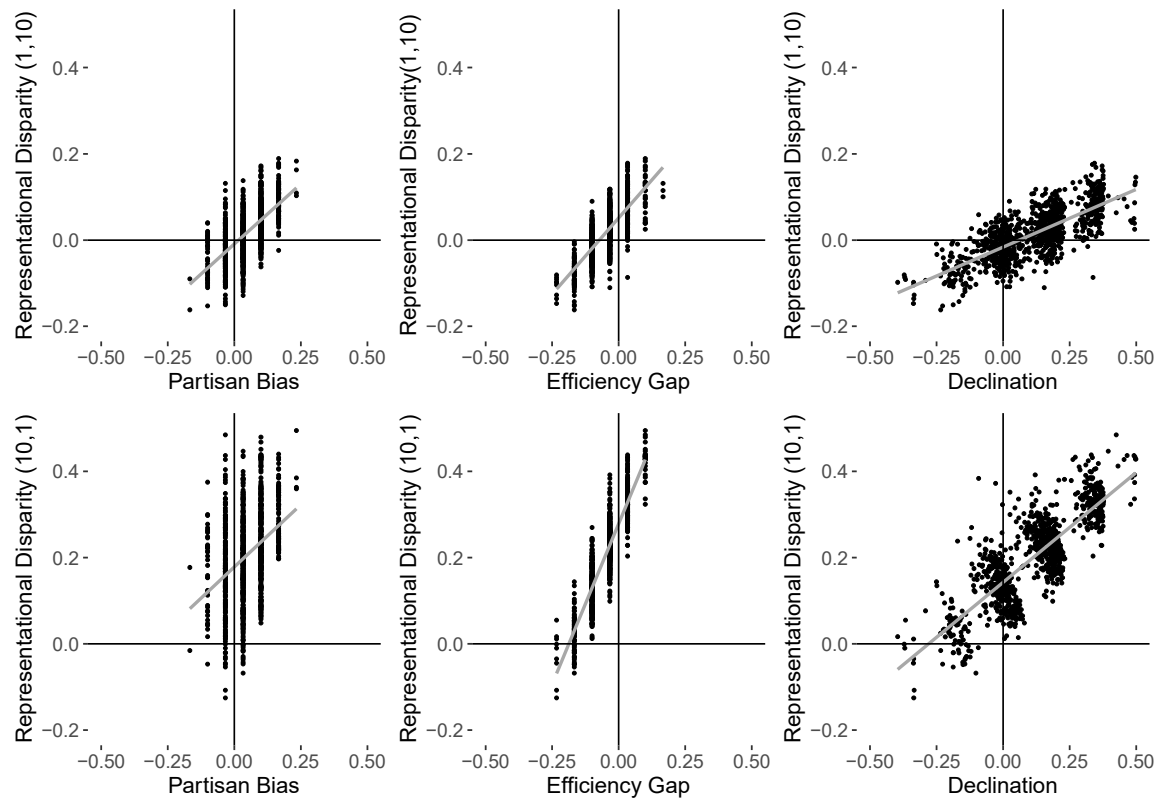 Representational Disparity (1,10)
0.4
0.2
0.0
−0.2
−0.50 −0.25 0.00 0.25 0.50
Partisan Bias
Representational Disparity(1,10)
0.4
0.2
0.0
−0.2
−0.50 −0.25 0.00 0.25 0.50
Efficiency Gap
Representational Disparity (1,10)
0.4
0.2
0.0
−0.2
−0.50 −0.25 0.00 0.25 0.50
Declination
Representational Disparity (10,1)
0.4
0.2
0.0
−0.2
−0.50 −0.25 0.00 0.25 0.50
Partisan Bias
Representational Disparity (10,1)
0.4
0.2
0.0
−0.2
−0.50 −0.25 0.00 0.25 0.50
Efficiency Gap
Representational Disparity (10,1)
0.4
0.2
0.0
−0.2
−0.50 −0.25 0.00 0.25 0.50
Declination